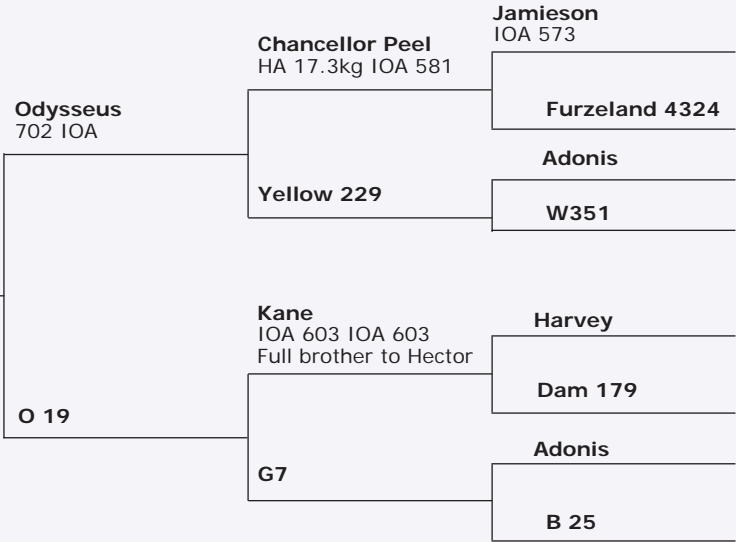 Jamieson
IOA 573
Chancellor Peel
HA 17.3kg IOA 581
Furzeland 4324
Odysseus
702 IOA
Adonis
Yellow 229
W351
Kane
IOA 603 IOA 603
Full brother to Hector
Harvey
Dam 179
O 19
Adonis
G7
B 25